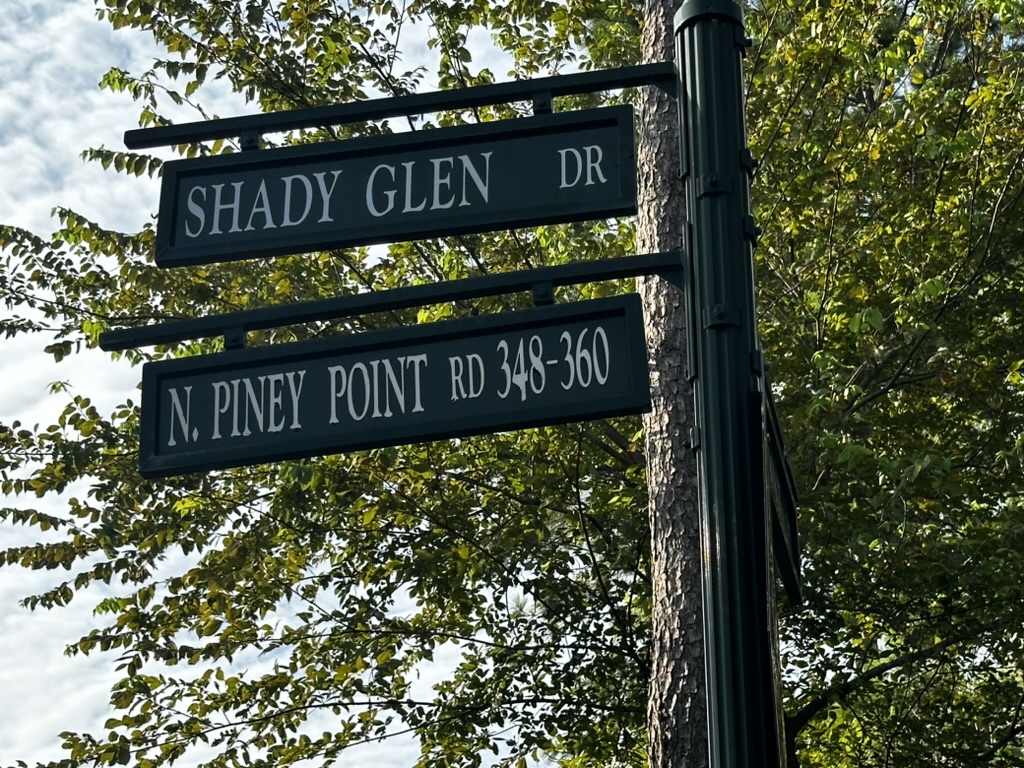 SHADY GLEN DR
N. PINEY POINT RD 348-360